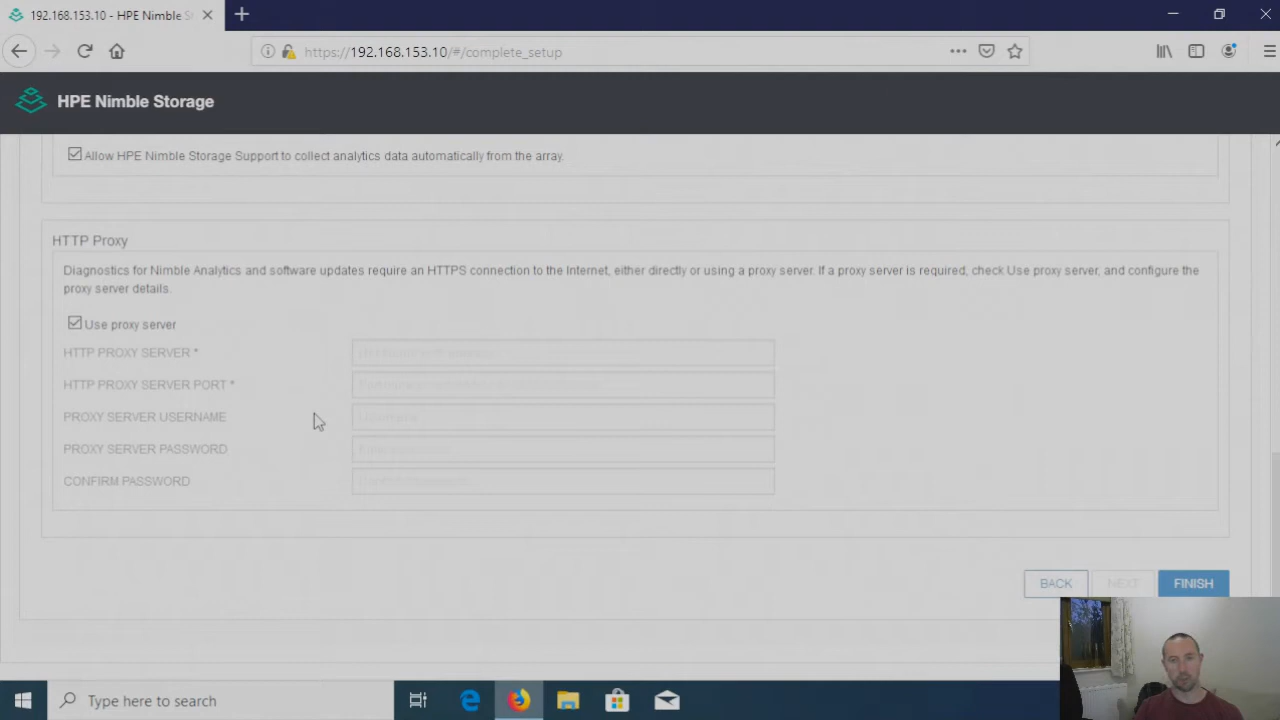 192.168.153.10 - HPE Nimble St
https://192.168.153.10/#/complete_setup
HPE Nimble Storage
Allow HPE Nimble Storage Support to collect analytics data automatically from the array.
HTTP Proxy
Diagnostics for Nimble Analytics and software updates require an HTTPS connection to the Internet, either directly or using a proxy server. If a proxy server is required, check Use proxy server, and configure the
proxy server details.
Use proxy server
HTTP PROXY SERVER *
HTTP PROXY SERVER PORT *
PROXY SERVER USERNAME
PROXY SERVER PASSWORD
CONFIRM PASSWORD
BACK NEXT FINISH
Type here to search